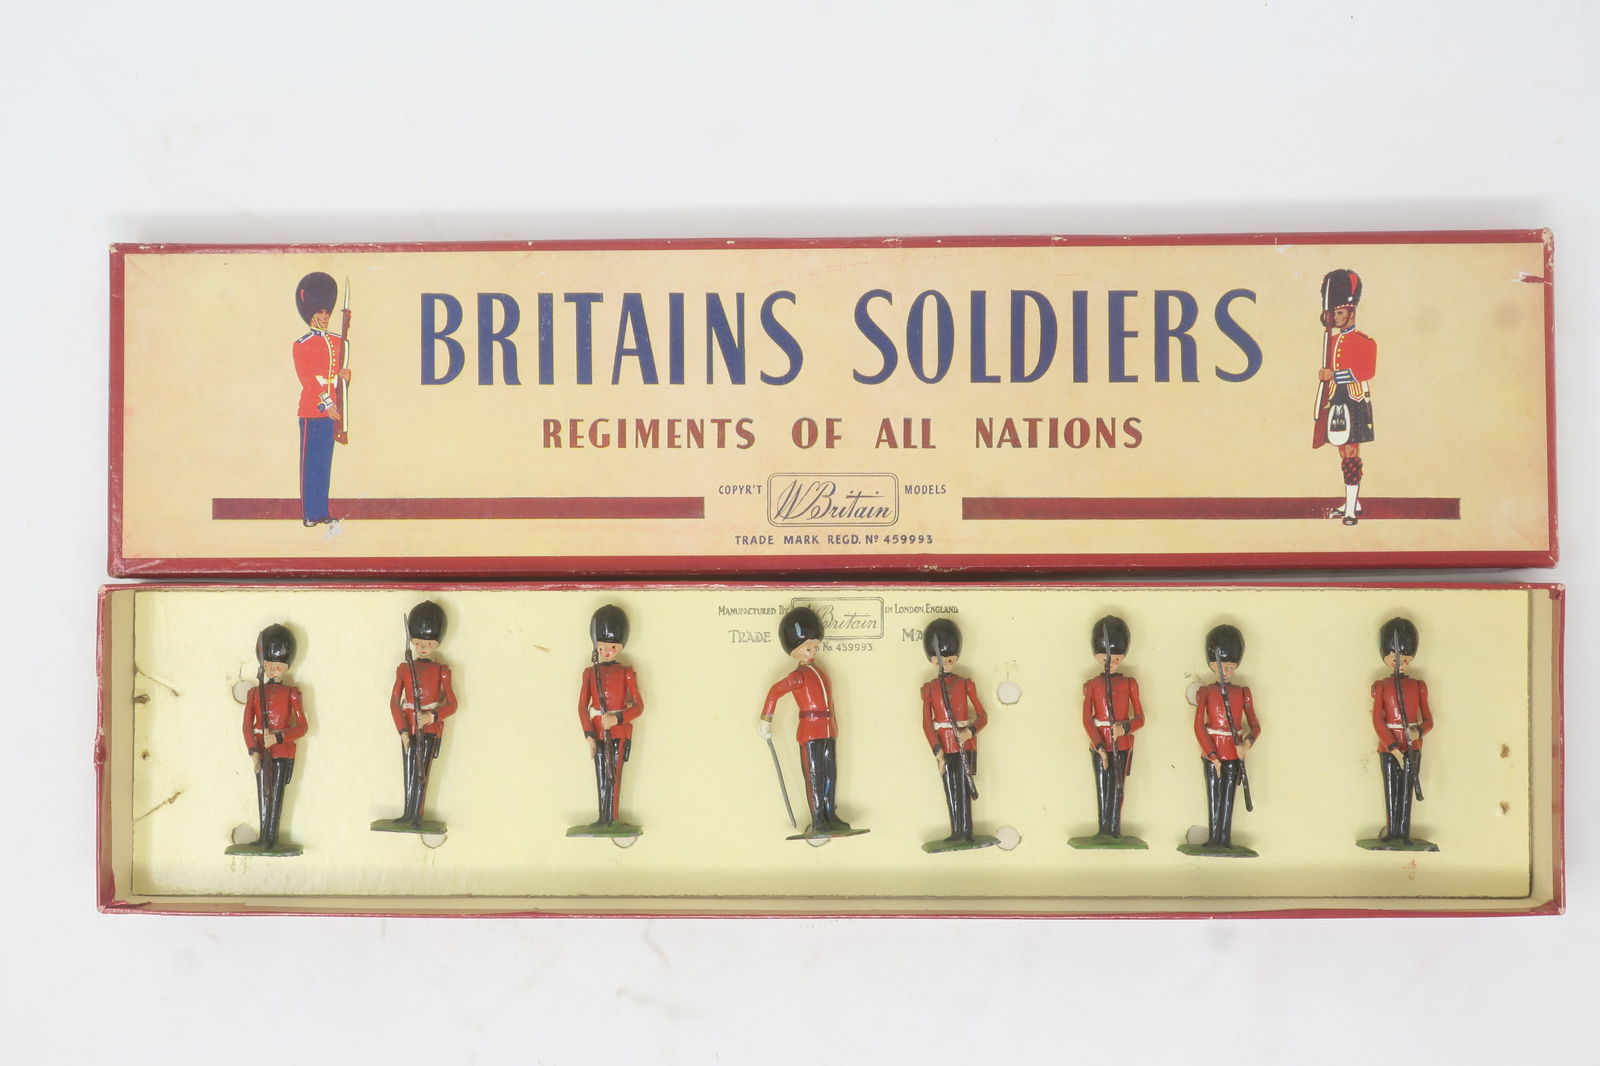 BRITAINS SOLDIERS
REGIMENTS OF ALL NATIONS
COPYR'T W Britain MODELS
TRADE MARK REGD. Nº 459993
MANUFACTURED BY Britain IN LONDON, ENGLAND
TRADE
No 459993.